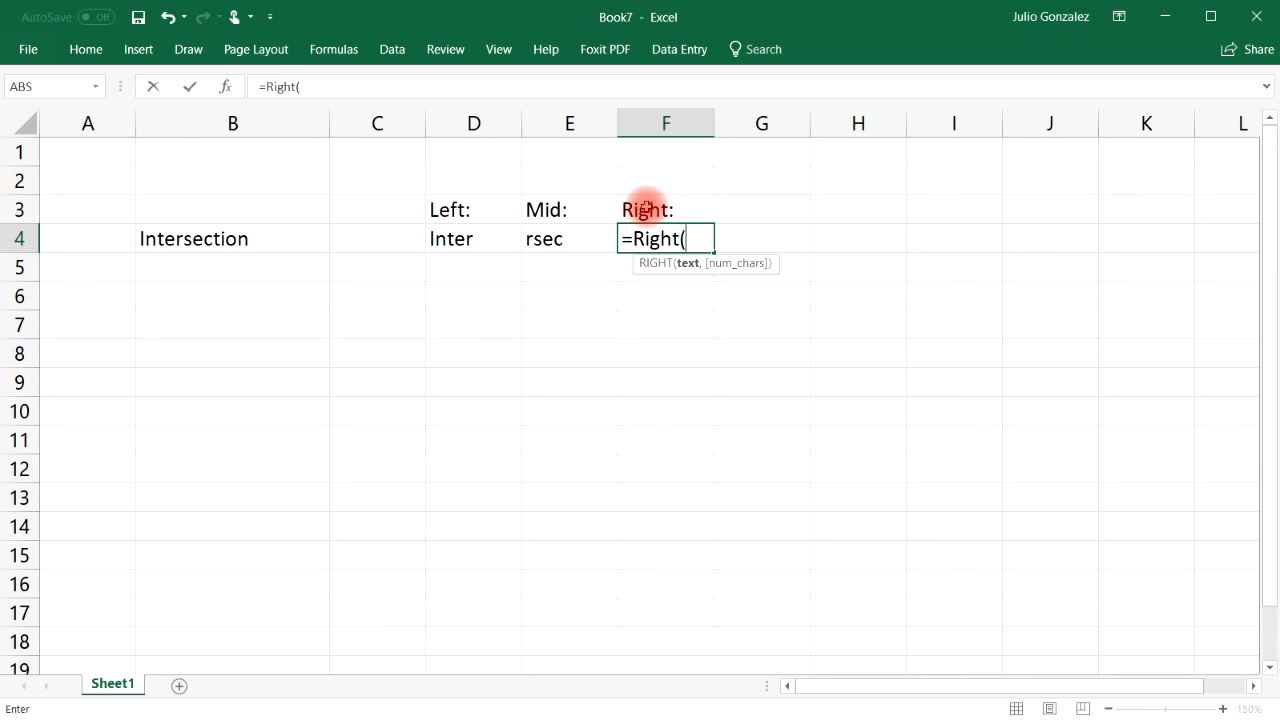 AutoSave Off Book7 - Excel Julio Gonzalez
File Home Insert Draw Page Layout Formulas Data Review View Help Foxit PDF Data Entry Search Share
ABS fx =Right(
A B C D E F G H I J K L
1
2
3 Left: Mid: Right:
4 Intersection Inter rsec =Right(
RIGHT(text, [num_chars])
5
6
7
8
9
10
11
12
13
14
15
16
17
18
19
Sheet1
Enter 150%